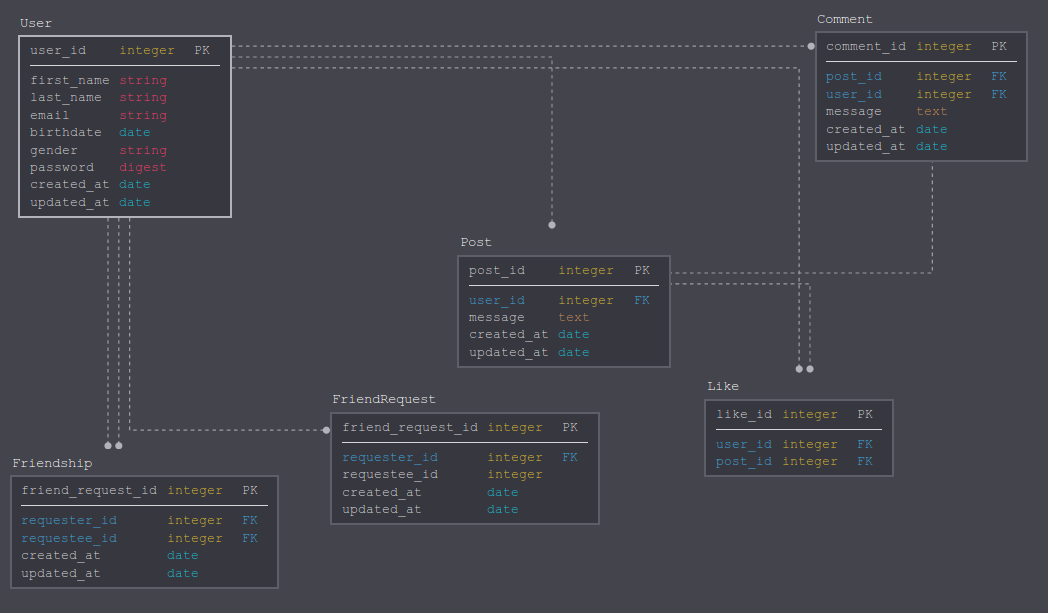 User
user_id integer PK
first_name string
last_name string
email string
birthdate date
gender string
password digest
created_at date
updated_at date
Comment
comment_id integer PK
post_id integer FK
user_id integer FK
message text
created_at date
updated_at date
Post
post_id integer PK
user_id integer FK
message text
created_at date
updated_at date
Like
like_id integer PK
user_id integer FK
post_id integer FK
FriendRequest
friend_request_id integer PK
requester_id integer FK
requestee_id integer
created_at date
updated_at date
Friendship
friend_request_id integer PK
requester_id integer FK
requestee_id integer FK
created_at date
updated_at date